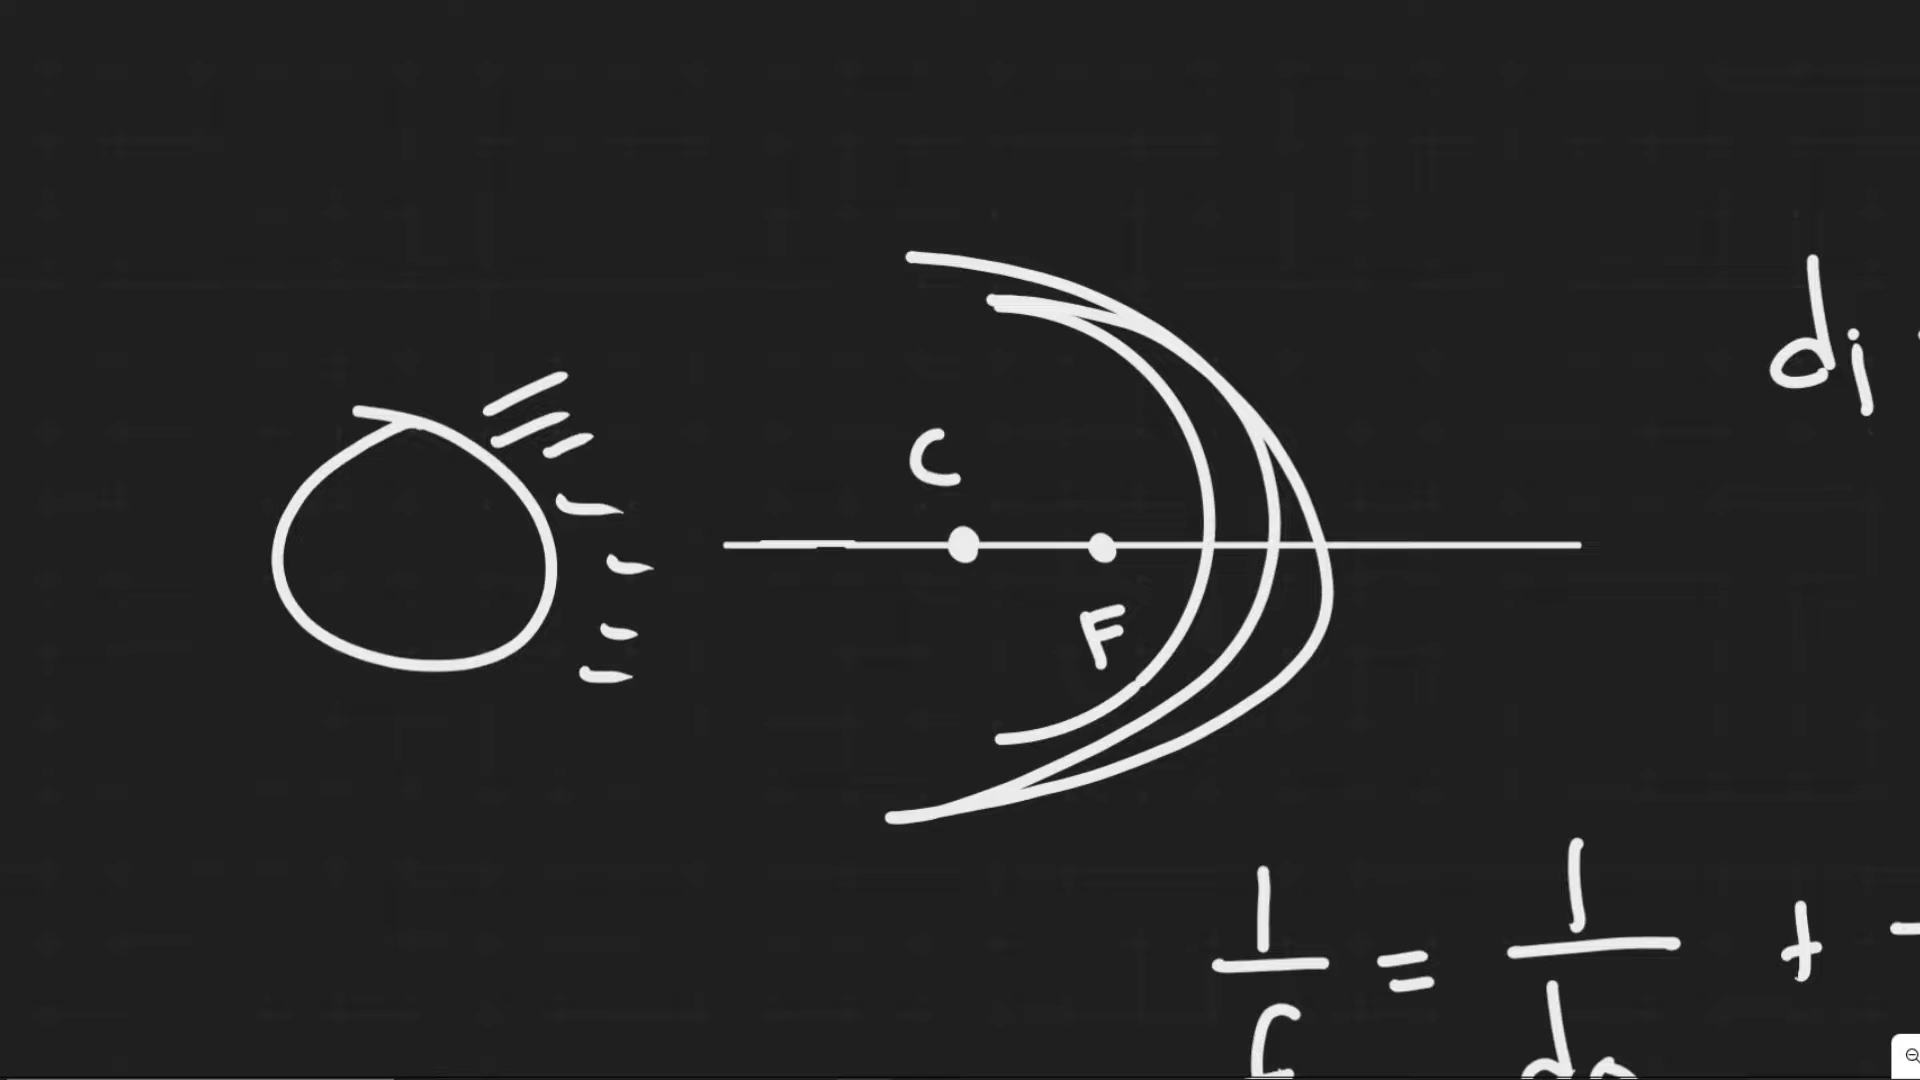 di
C
F
1/f = 1/do +